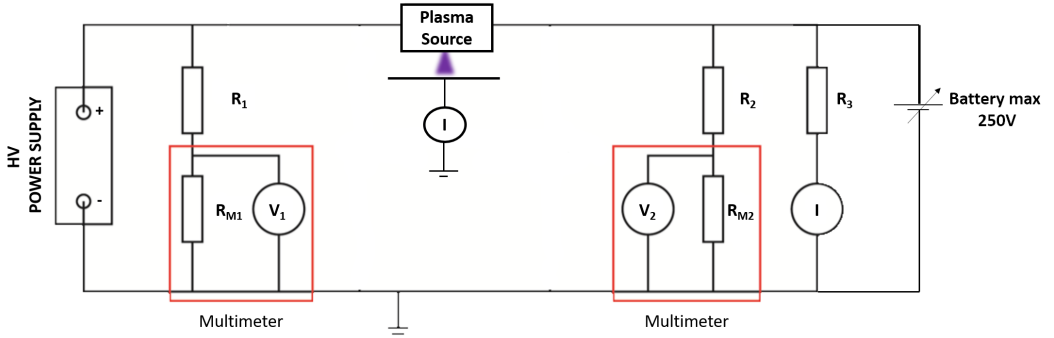 Plasma
Source
HV
POWER SUPPLY
+
-
R1
RM1
V1
Multimeter
I
R2
V2
RM2
Multimeter
R3
I
Battery max
250V